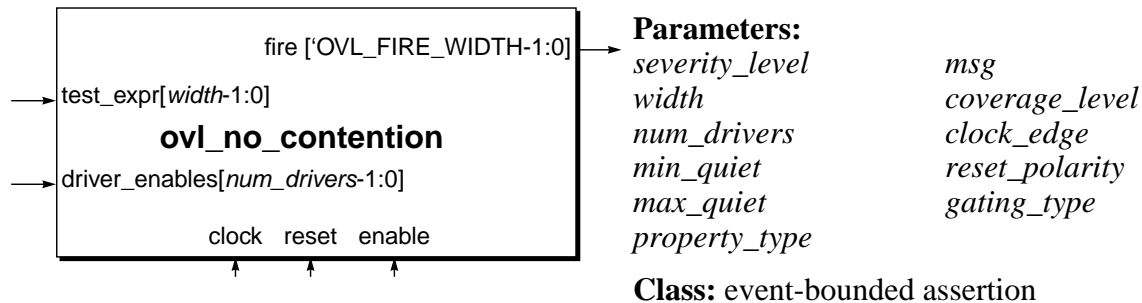 fire [‘OVL_FIRE_WIDTH-1:0]
test_expr[width-1:0]
ovl_no_contention
driver_enables[num_drivers-1:0]
clock reset enable
Parameters:
severity_level msg
width coverage_level
num_drivers clock_edge
min_quiet reset_polarity
max_quiet gating_type
property_type
Class: event-bounded assertion